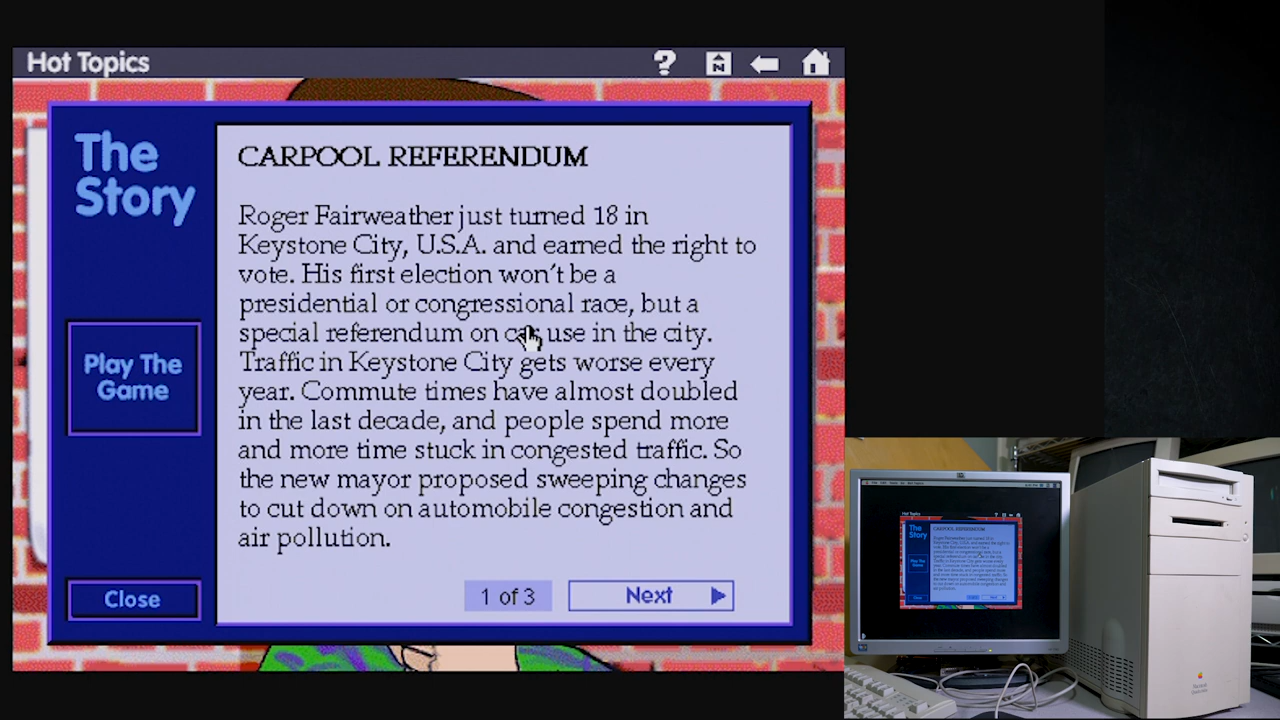 Hot Topics
The
Story
Play The
Game
Close
CARPOOL REFERENDUM
Roger Fairweather just turned 18 in
Keystone City, U.S.A. and earned the right to
vote. His first election won't be a
presidential or congressional race, but a
special referendum on car use in the city.
Traffic in Keystone City gets worse every
year. Commute times have almost doubled
in the last decade, and people spend more
and more time stuck in congested traffic. So
the new mayor proposed sweeping changes
to cut down on automobile congestion and
air pollution.
1 of 3
Next